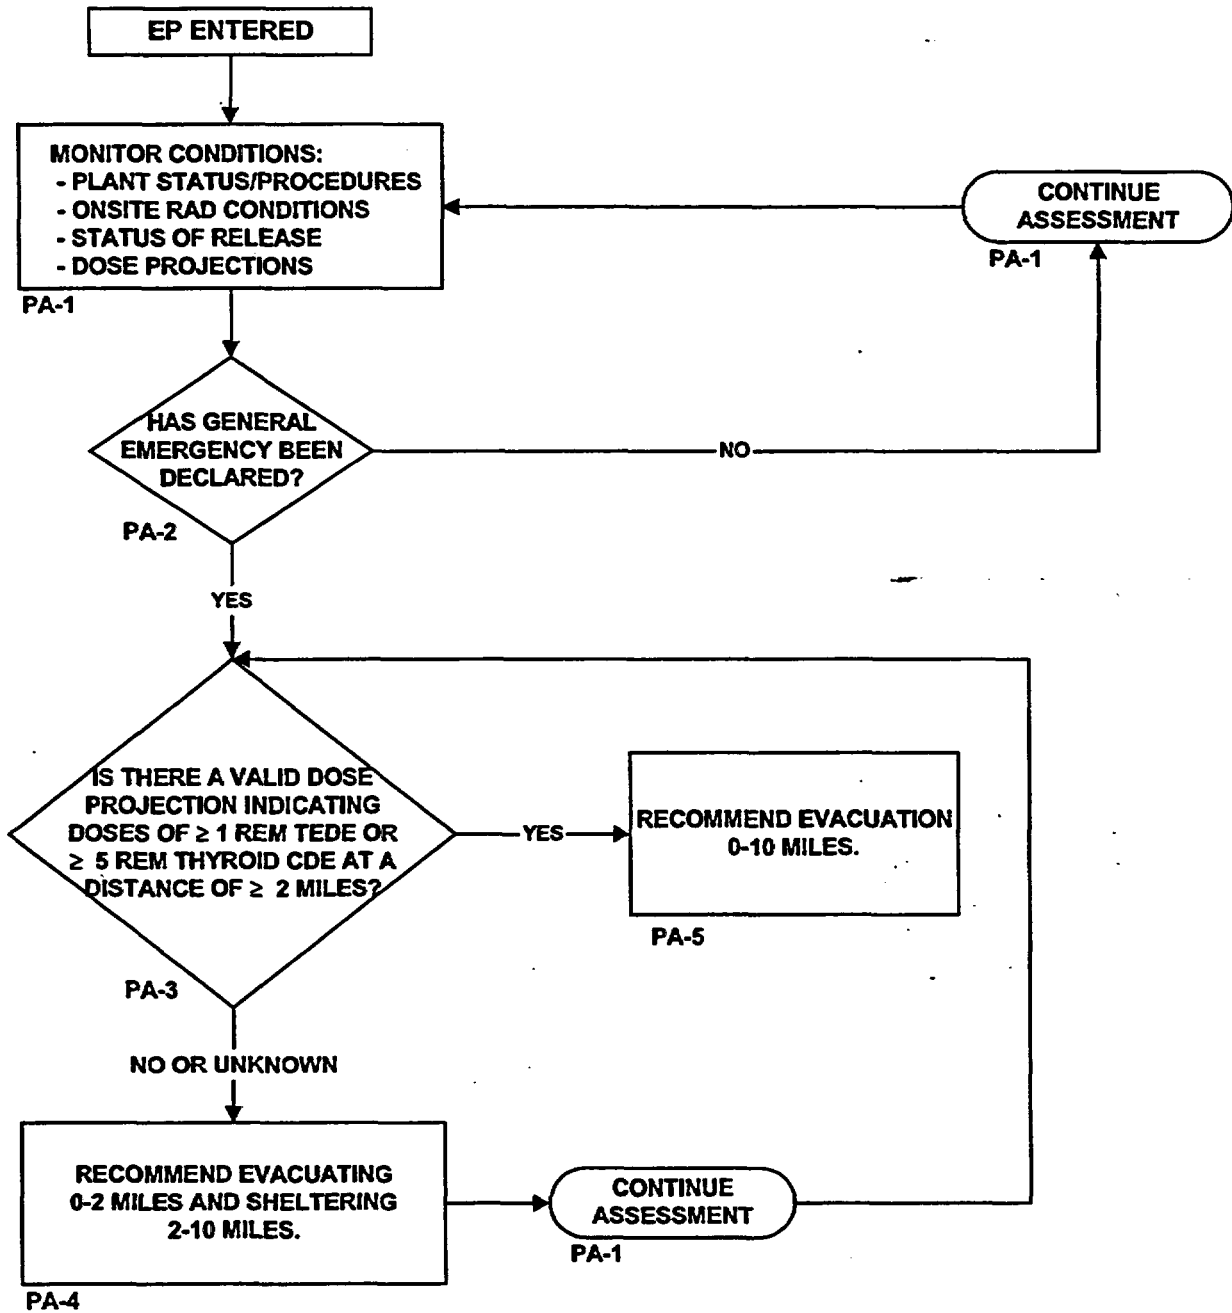 EP ENTERED
MONITOR CONDITIONS:
- PLANT STATUS/PROCEDURES
- ONSITE RAD CONDITIONS
- STATUS OF RELEASE
- DOSE PROJECTIONS
PA-1
CONTINUE
ASSESSMENT
PA-1
HAS GENERAL
EMERGENCY BEEN
DECLARED?
PA-2
NO
YES
IS THERE A VALID DOSE
PROJECTION INDICATING
DOSES OF ≥ 1 REM TEDE OR
≥ 5 REM THYROID CDE AT A
DISTANCE OF ≥ 2 MILES?
PA-3
YES
RECOMMEND EVACUATION
0-10 MILES.
PA-5
NO OR UNKNOWN
RECOMMEND EVACUATING
0-2 MILES AND SHELTERING
2-10 MILES.
PA-4
CONTINUE
ASSESSMENT
PA-1